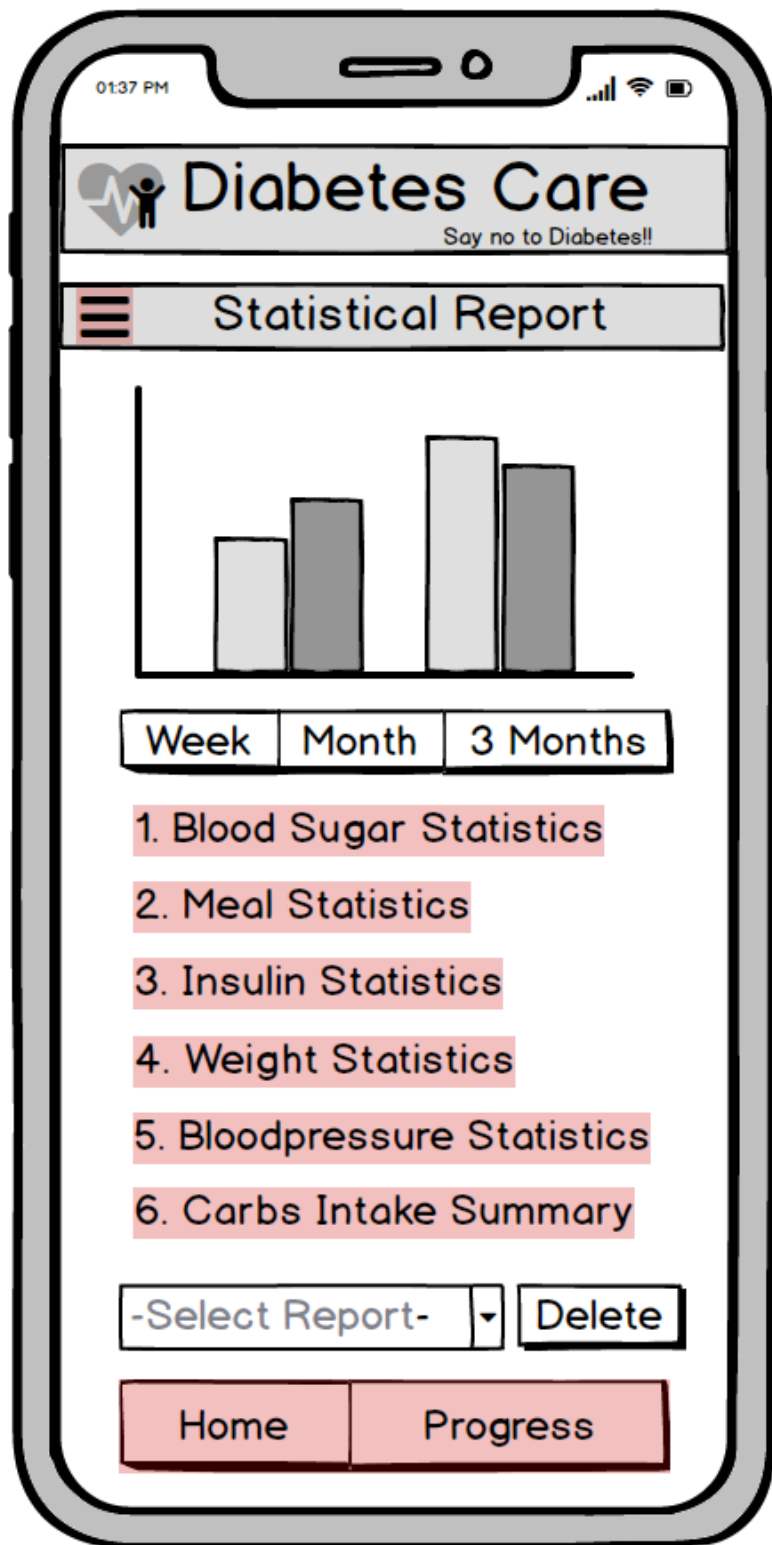 01:37 PM
Diabetes Care
Say no to Diabetes!!
Statistical Report
Week Month 3 Months
1. Blood Sugar Statistics
2. Meal Statistics
3. Insulin Statistics
4. Weight Statistics
5. Bloodpressure Statistics
6. Carbs Intake Summary
-Select Report- Delete
Home Progress